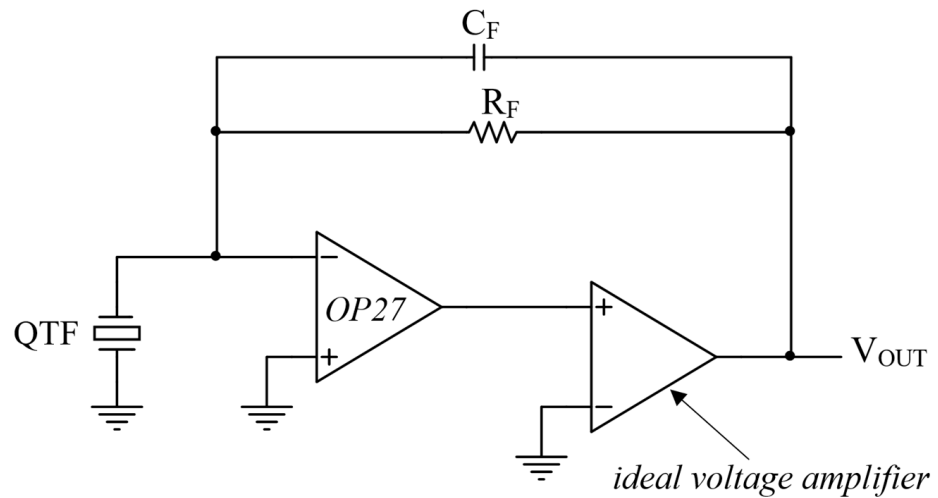 C_F
R_F
QTF
OP27
−
+
+
−
V_OUT
ideal voltage amplifier